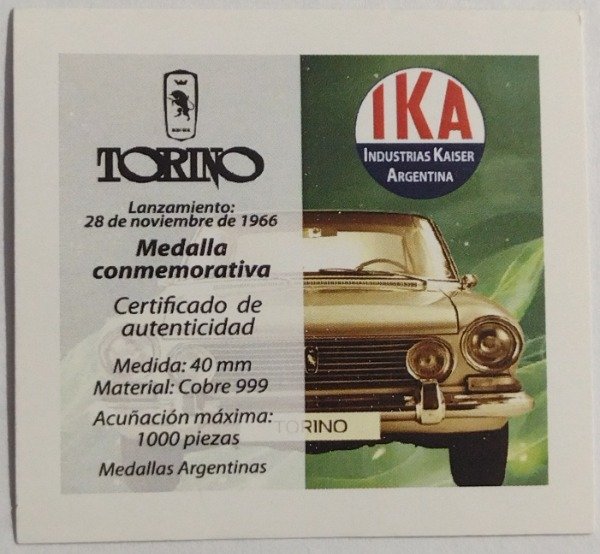 TORINO
Lanzamiento:
28 de noviembre de 1966
Medalla
conmemorativa
Certificado de
autenticidad
Medida: 40 mm
Material: Cobre 999
Acuñación máxima:
1000 piezas
Medallas Argentinas
IKA
INDUSTRIAS KAISER
ARGENTINA
TORINO